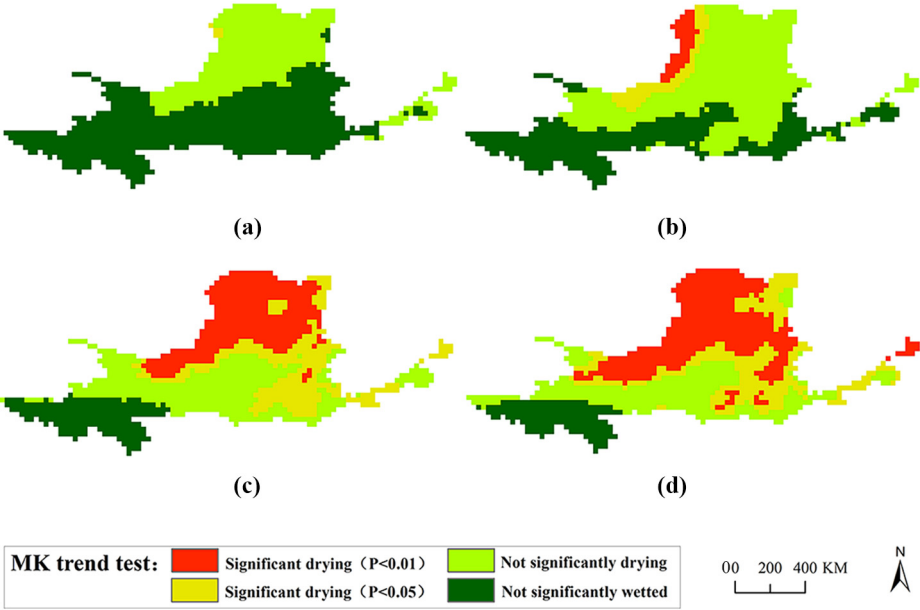 (a)
(b)
(c)
(d)
MK trend test:
Significant drying（P<0.01）
Not significantly drying
Significant drying（P<0.05）
Not significantly wetted
00 200 400 KM
N